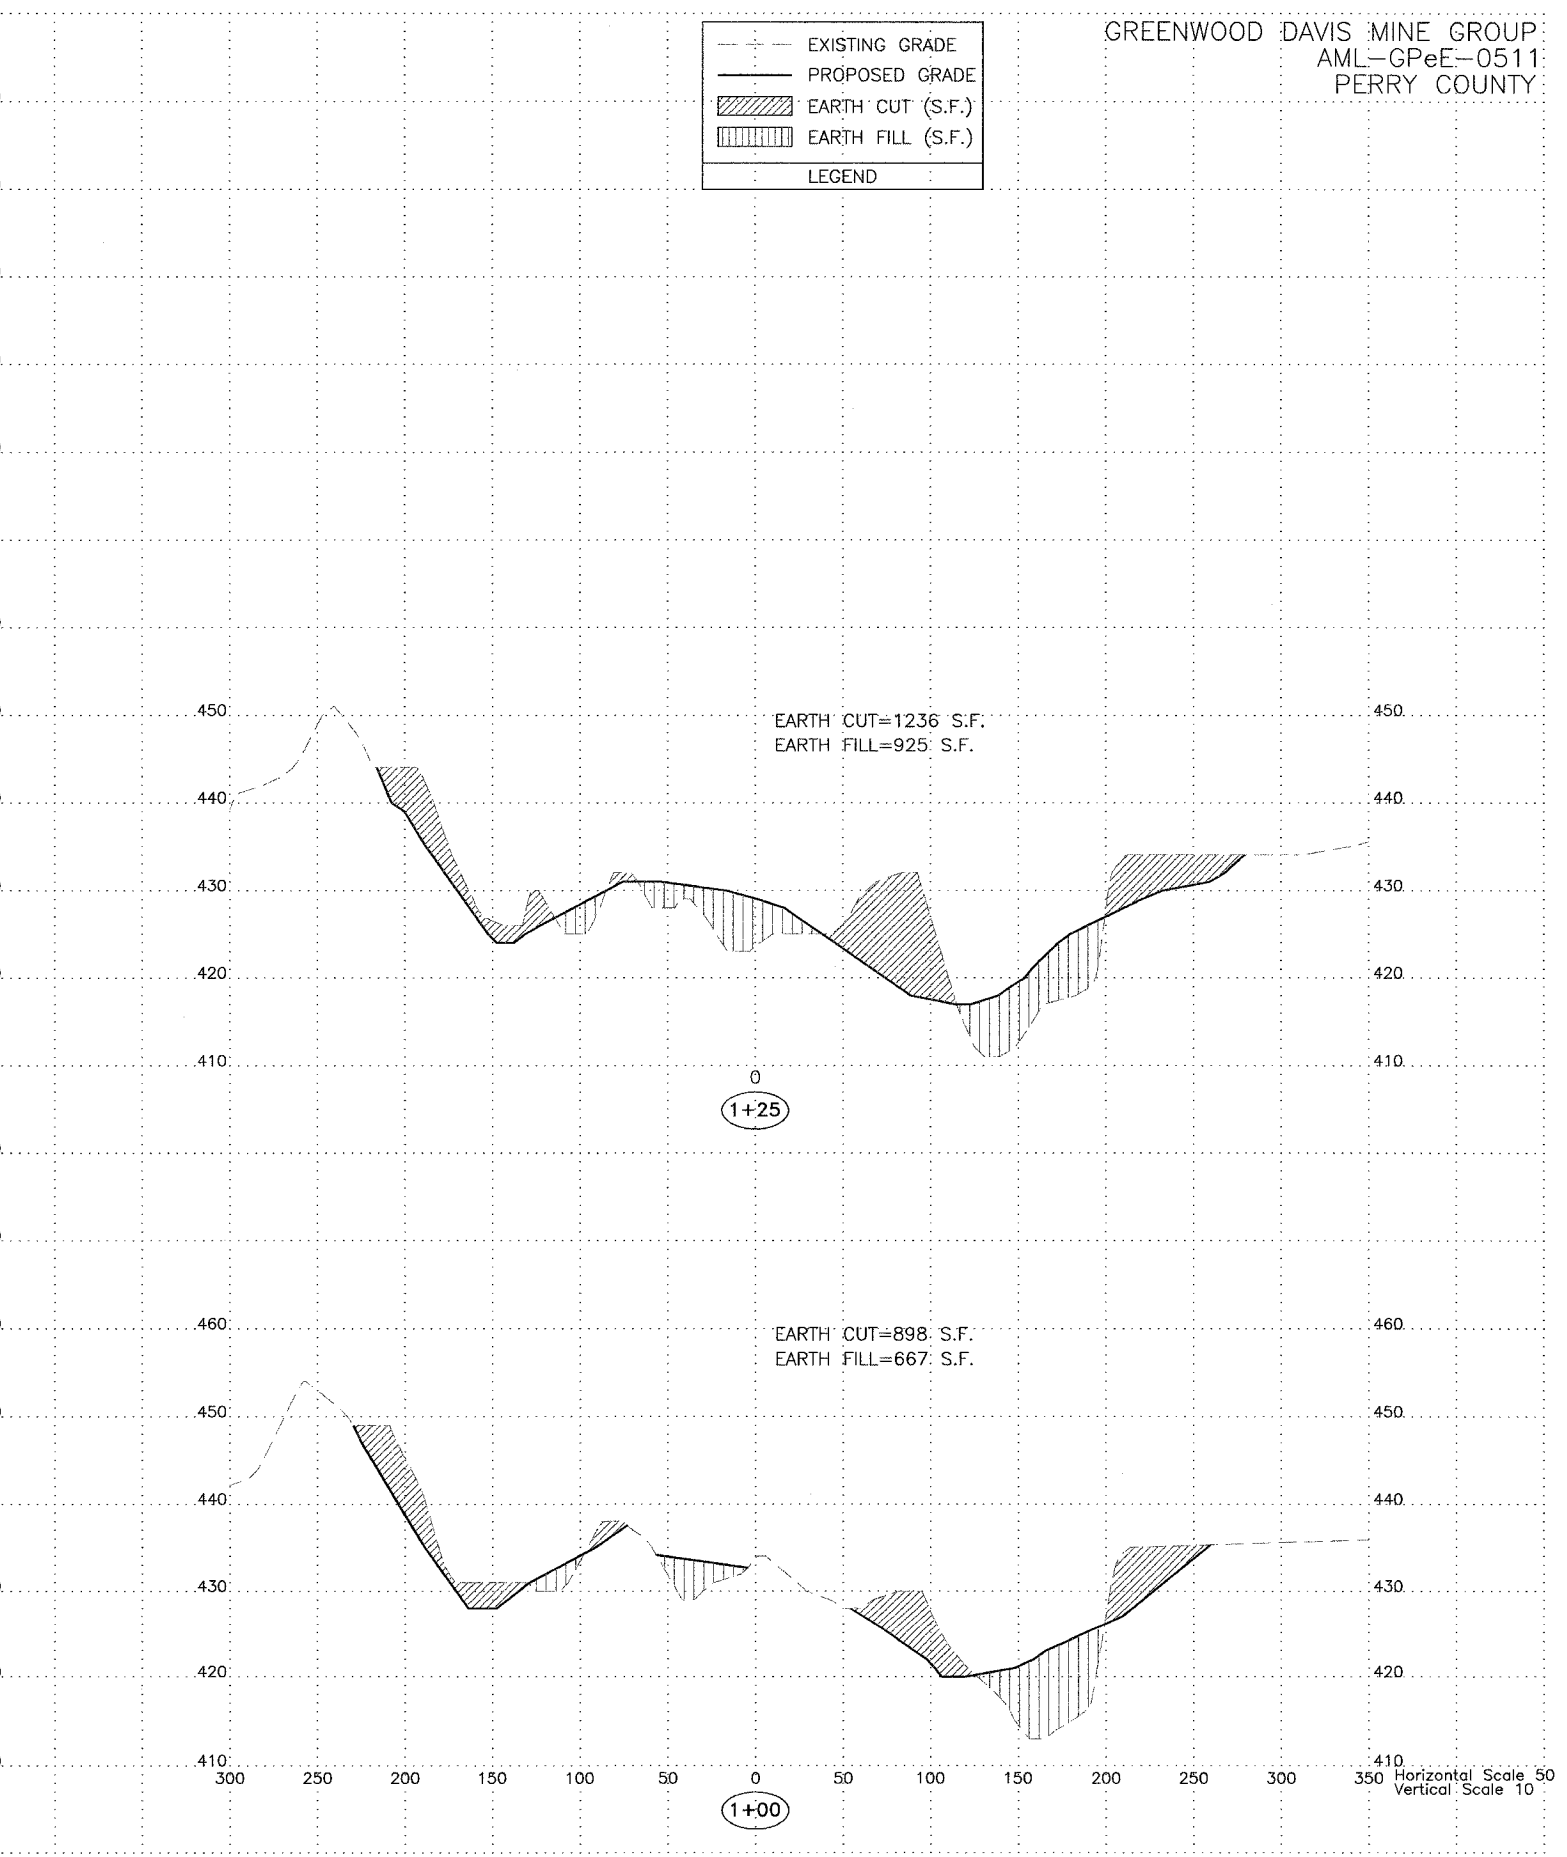 GREENWOOD DAVIS MINE GROUP
AML-GPeE-0511
PERRY COUNTY
EXISTING GRADE
PROPOSED GRADE
EARTH CUT (S.F.)
EARTH FILL (S.F.)
LEGEND
EARTH CUT=1236 S.F.
EARTH FILL=925 S.F.
450 450
440 440
430 430
420 420
410 410
0
1+25
EARTH CUT=898 S.F.
EARTH FILL=667 S.F.
460 460
450 450
440 440
430 430
420 420
410 410
300 250 200 150 100 50 0 50 100 150 200 250 300 350
Horizontal Scale 50
Vertical Scale 10
1+00